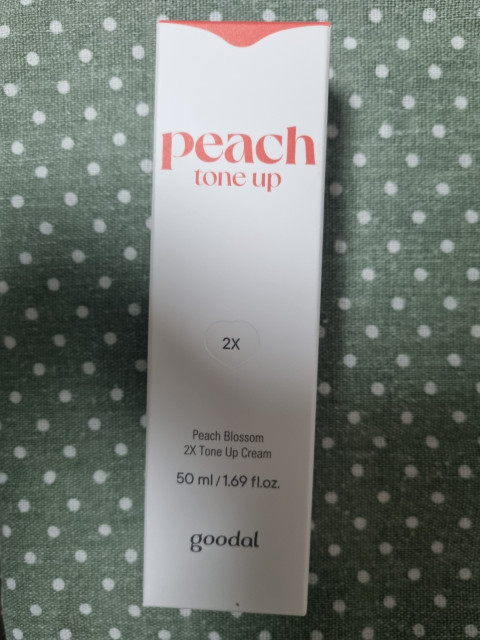 peach
tone up
2X
Peach Blossom
2X Tone Up Cream
50 ml / 1.69 fl.oz.
goodal